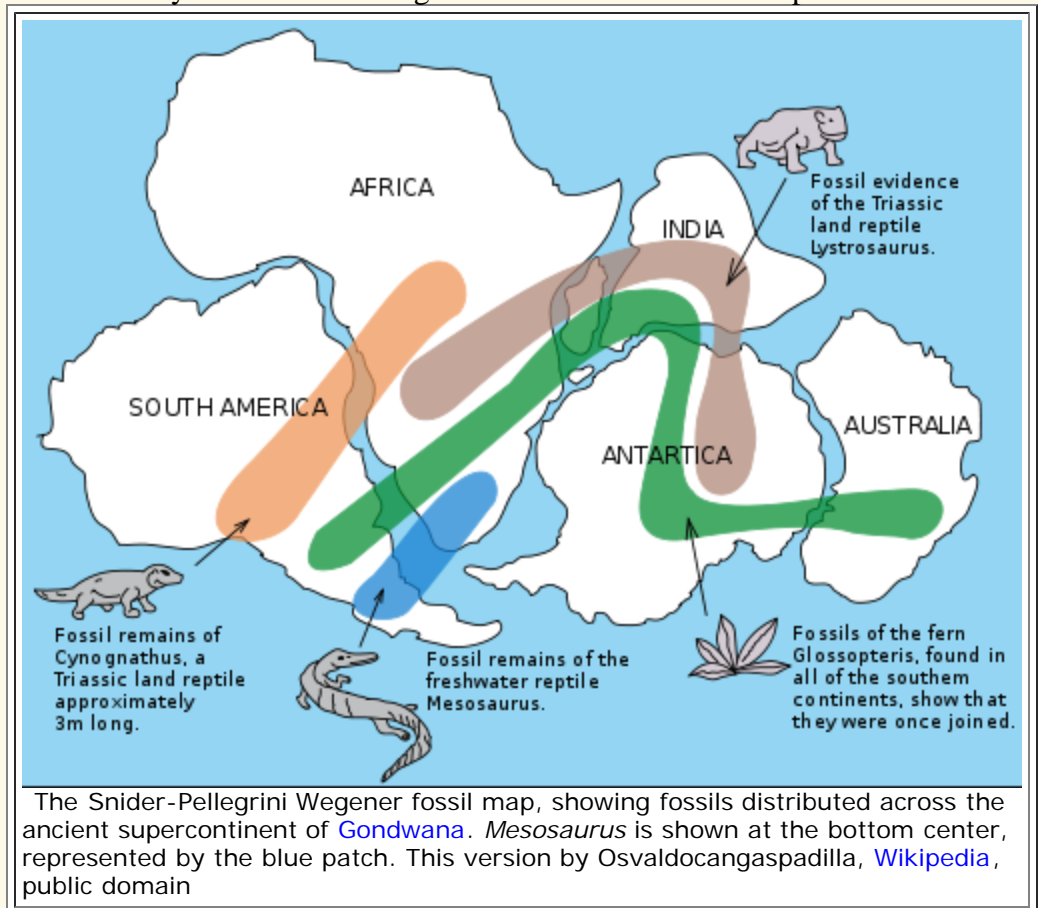 AFRICA
INDIA
Fossil evidence
of the Triassic
land reptile
Lystrosaurus.
SOUTH AMERICA
ANTARTICA
AUSTRALIA
Fossil remains of
Cynognathus, a
Triassic land reptile
approximately
3m long.
Fossil remains of the
freshwater reptile
Mesosaurus.
Fossils of the fern
Glossopteris, found in
all of the southern
continents, show that
they were once joined.
The Snider-Pellegrini Wegener fossil map, showing fossils distributed across the
ancient supercontinent of Gondwana. Mesosaurus is shown at the bottom center,
represented by the blue patch. This version by Osvaldocangaspadilla, Wikipedia,
public domain